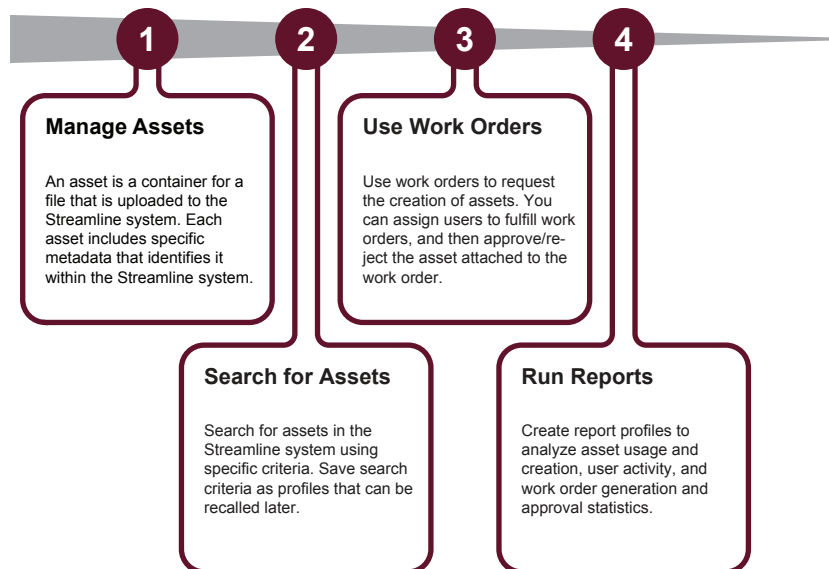 1
2
3
4
Manage Assets
An asset is a container for a
file that is uploaded to the
Streamline system. Each
asset includes specific
metadata that identifies it
within the Streamline system.
Search for Assets
Search for assets in the
Streamline system using
specific criteria. Save search
criteria as profiles that can be
recalled later.
Use Work Orders
Use work orders to request
the creation of assets. You
can assign users to fulfill work
orders, and then approve/re-
ject the asset attached to the
work order.
Run Reports
Create report profiles to
analyze asset usage and
creation, user activity, and
work order generation and
approval statistics.